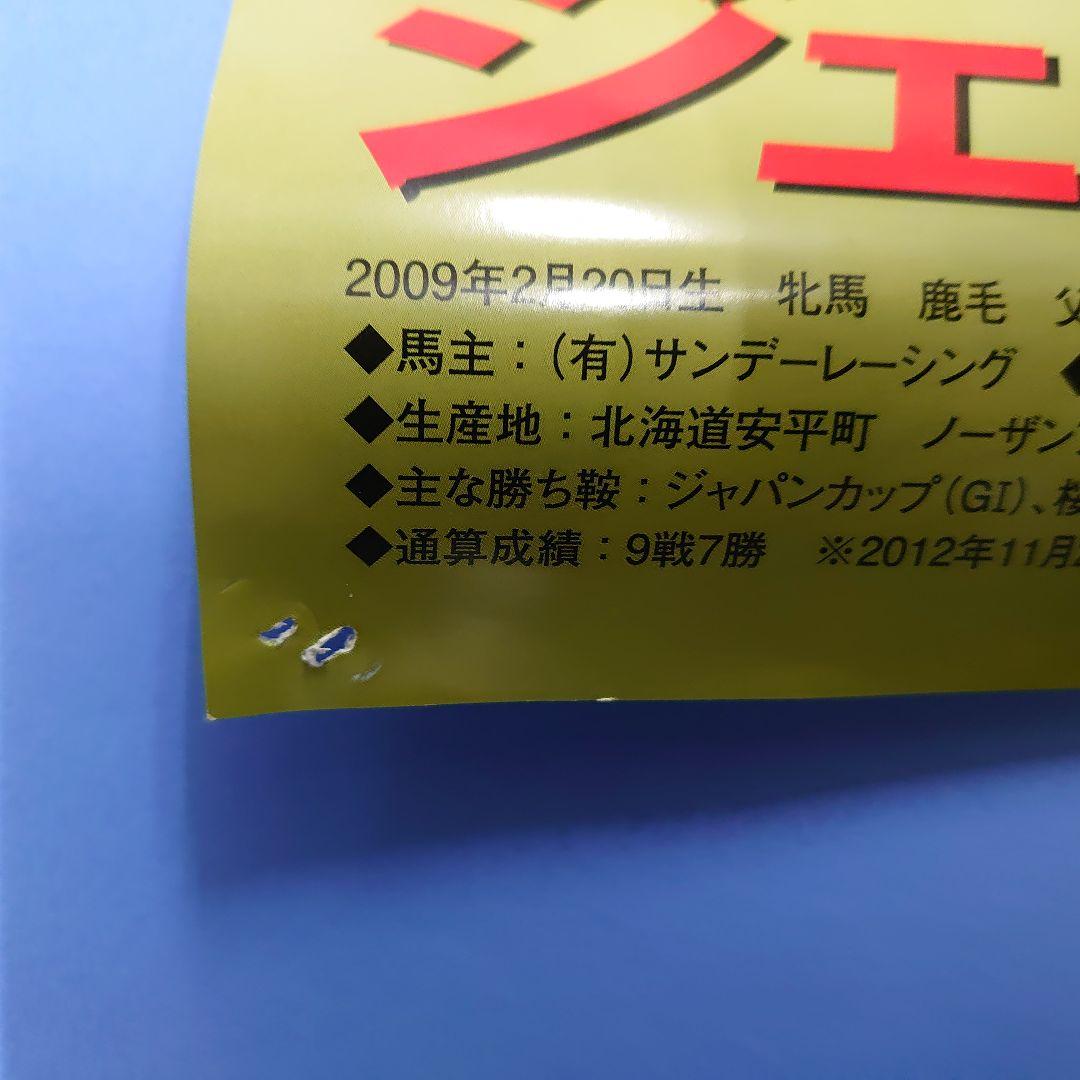 ジェ
2009年2月20日生 牝馬 鹿毛 父
◆馬主：(有)サンデーレーシング ◆
◆生産地：北海道安平町 ノーザン
◆主な勝ち鞍：ジャパンカップ(GI)、桜
◆通算成績：9戦7勝 ※2012年11月2